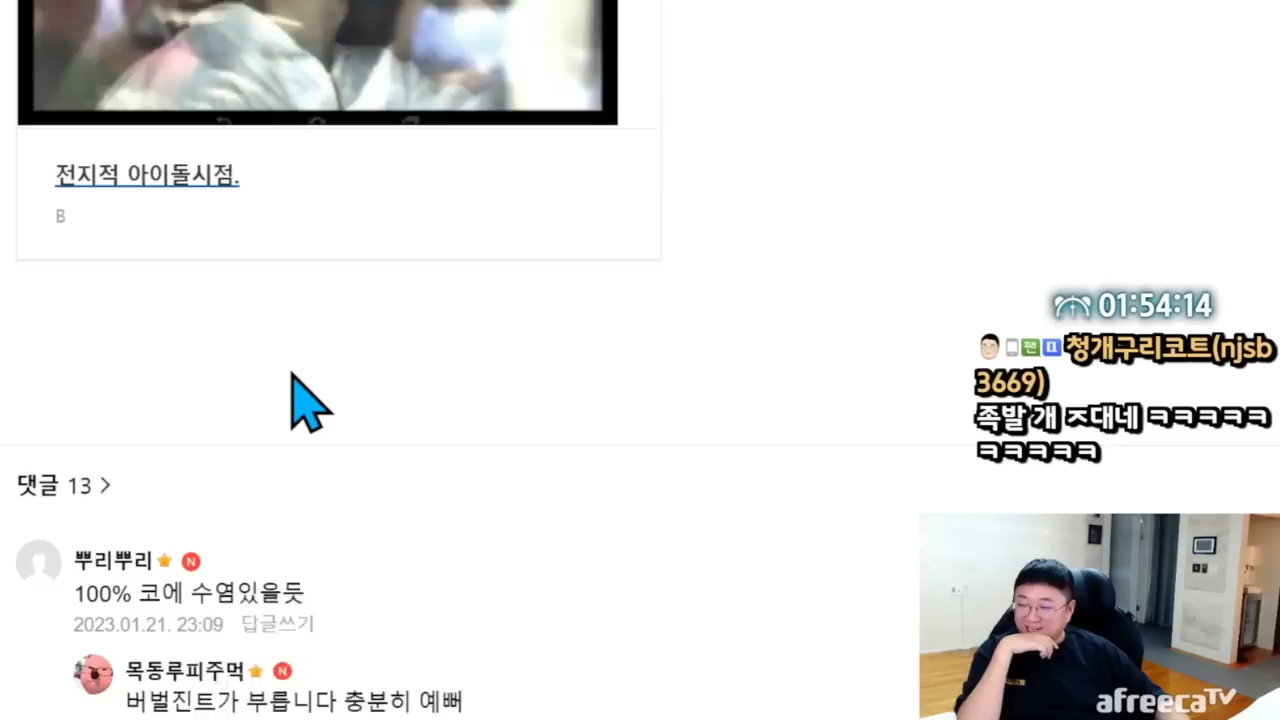 전지적 아이돌시점.
B
01:54:14
청개구리코트(njsb
3669)
족발 개 ㅈ대네 ㅋㅋㅋㅋㅋ
ㅋㅋㅋㅋㅋ
댓글 13 >
뿌리뿌리 N
100% 코에 수염있을듯
2023.01.21. 23:09 답글쓰기
목동루피주먹 N
버벌진트가 부릅니다 충분히 예뻐
afreecaTV